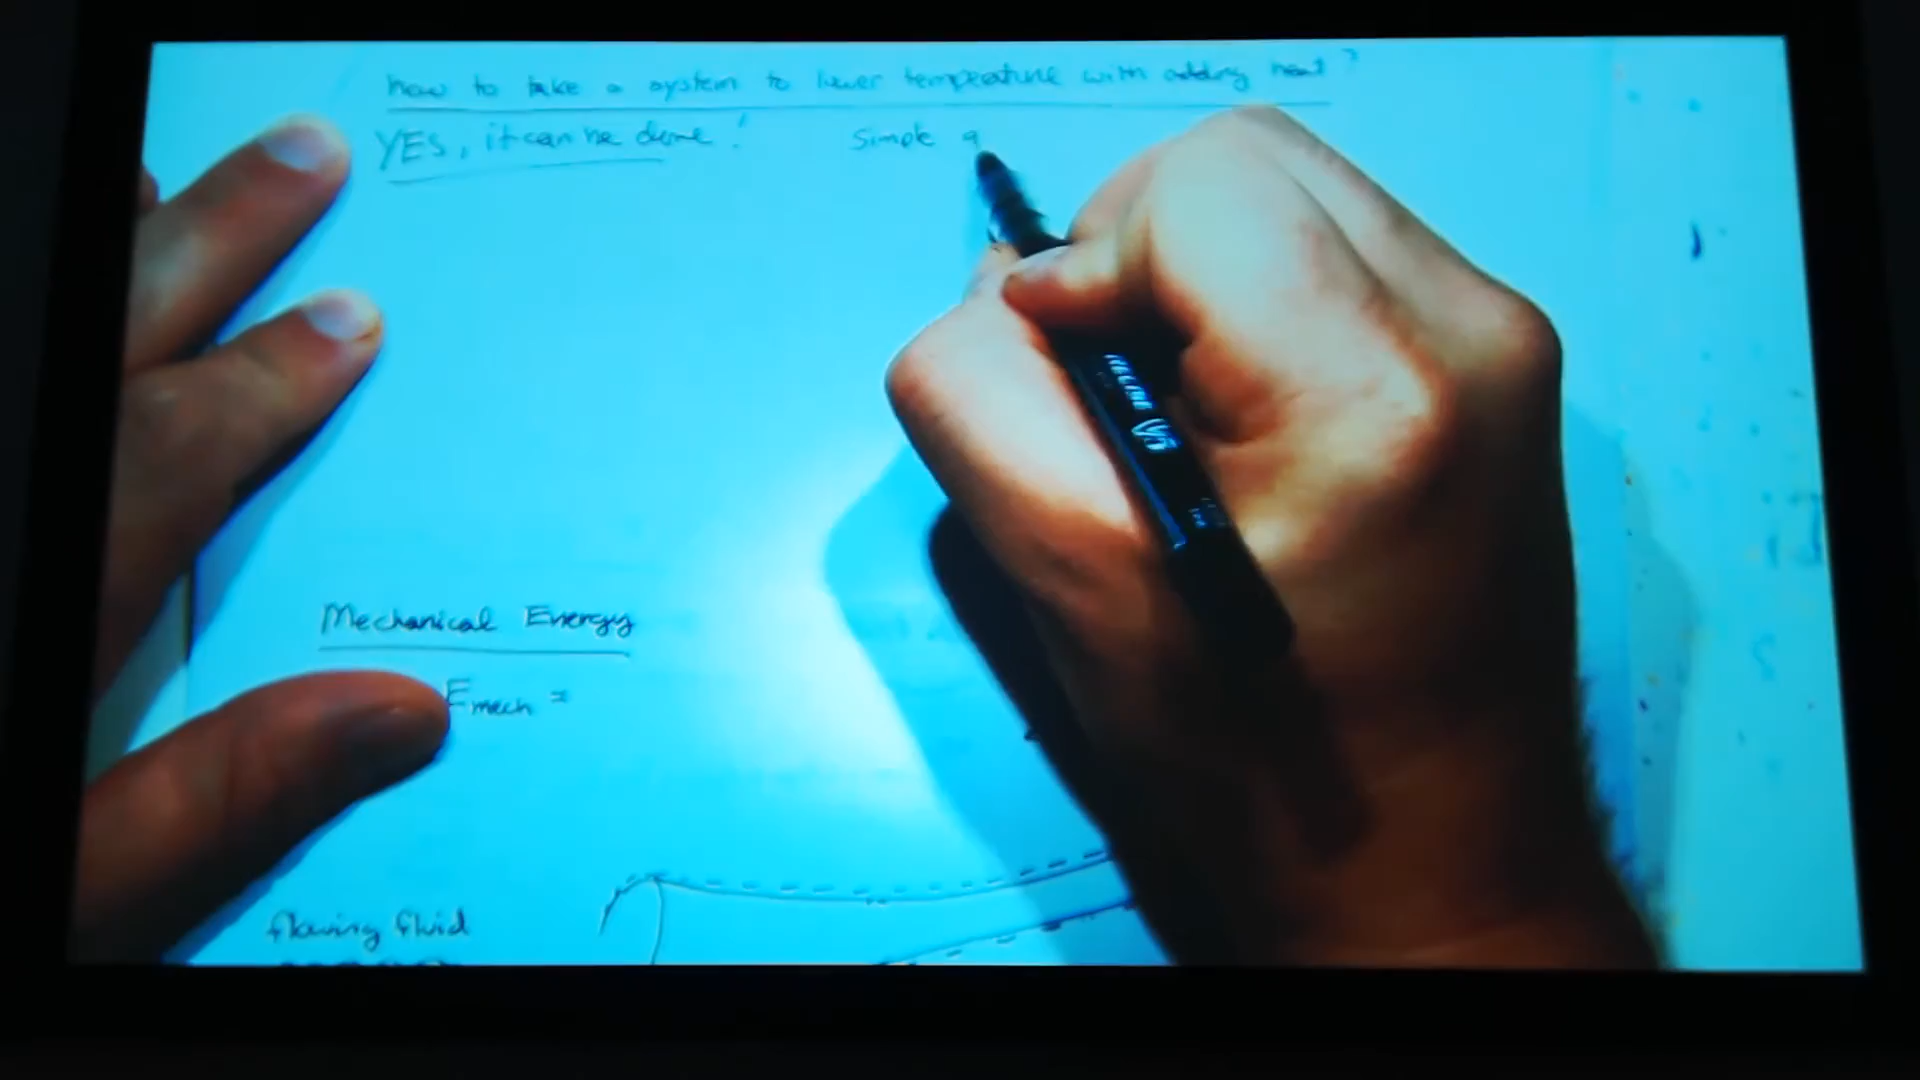 how to take a system to lower temperature with adding heat?
YES, it can be done!
Simple a
Mechanical Energy
Emech =
flowing fluid
V5